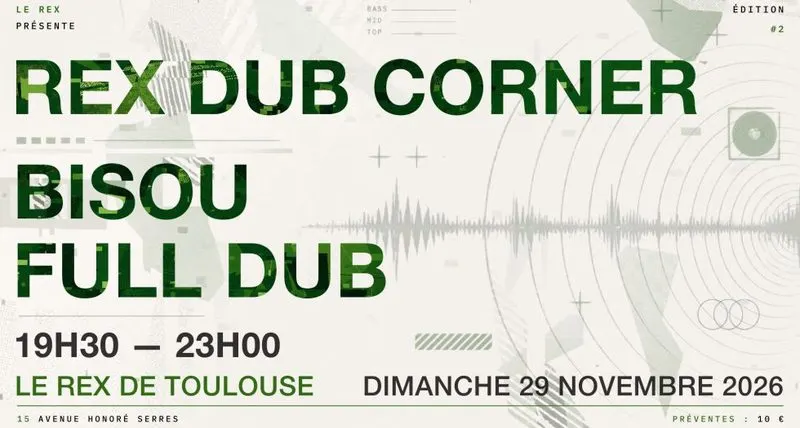 LE REX
PRÉSENTE
BASS
MID
TOP
ÉDITION
#2
REX DUB CORNER
BISOU
FULL DUB
19H30 — 23H00
LE REX DE TOULOUSE
DIMANCHE 29 NOVEMBRE 2026
15 AVENUE HONORÉ SERRES
PRÉVENTES : 10 €